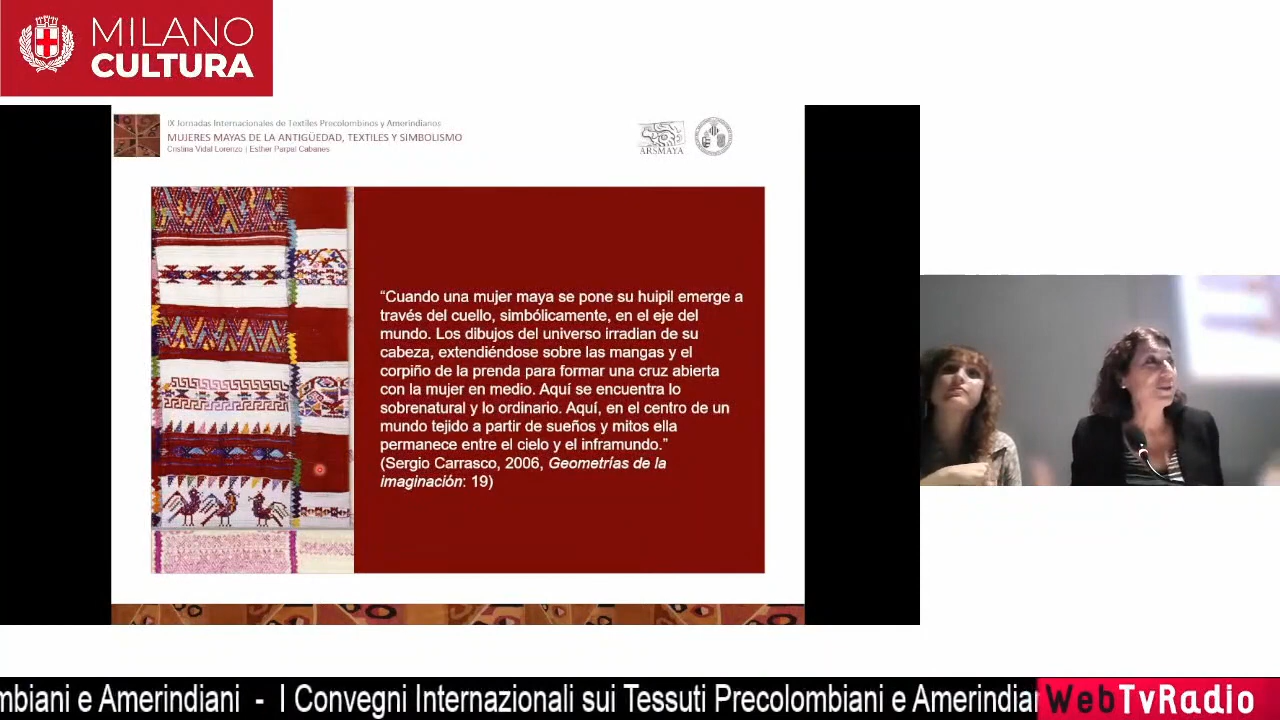 MILANO
CULTURA
IX Jornadas Internacionales de Textiles Precolombinos y Amerindianos
MUJERES MAYAS DE LA ANTIGÜEDAD, TEXTILES Y SIMBOLISMO
Cristina Vidal Lorenzo | Esther Parpal Cabanes
ARSMAYA
“Cuando una mujer maya se pone su huipil emerge a
través del cuello, simbólicamente, en el eje del
mundo. Los dibujos del universo irradian de su
cabeza, extendiéndose sobre las mangas y el
corpiño de la prenda para formar una cruz abierta
con la mujer en medio. Aquí se encuentra lo
sobrenatural y lo ordinario. Aquí, en el centro de un
mundo tejido a partir de sueños y mitos ella
permanece entre el cielo y el inframundo.”
(Sergio Carrasco, 2006, Geometrías de la
imaginación: 19)
mbiani e Amerindiani - I Convegni Internazionali sui Tessuti Precolombiani e Amerindian
WebTvRadio